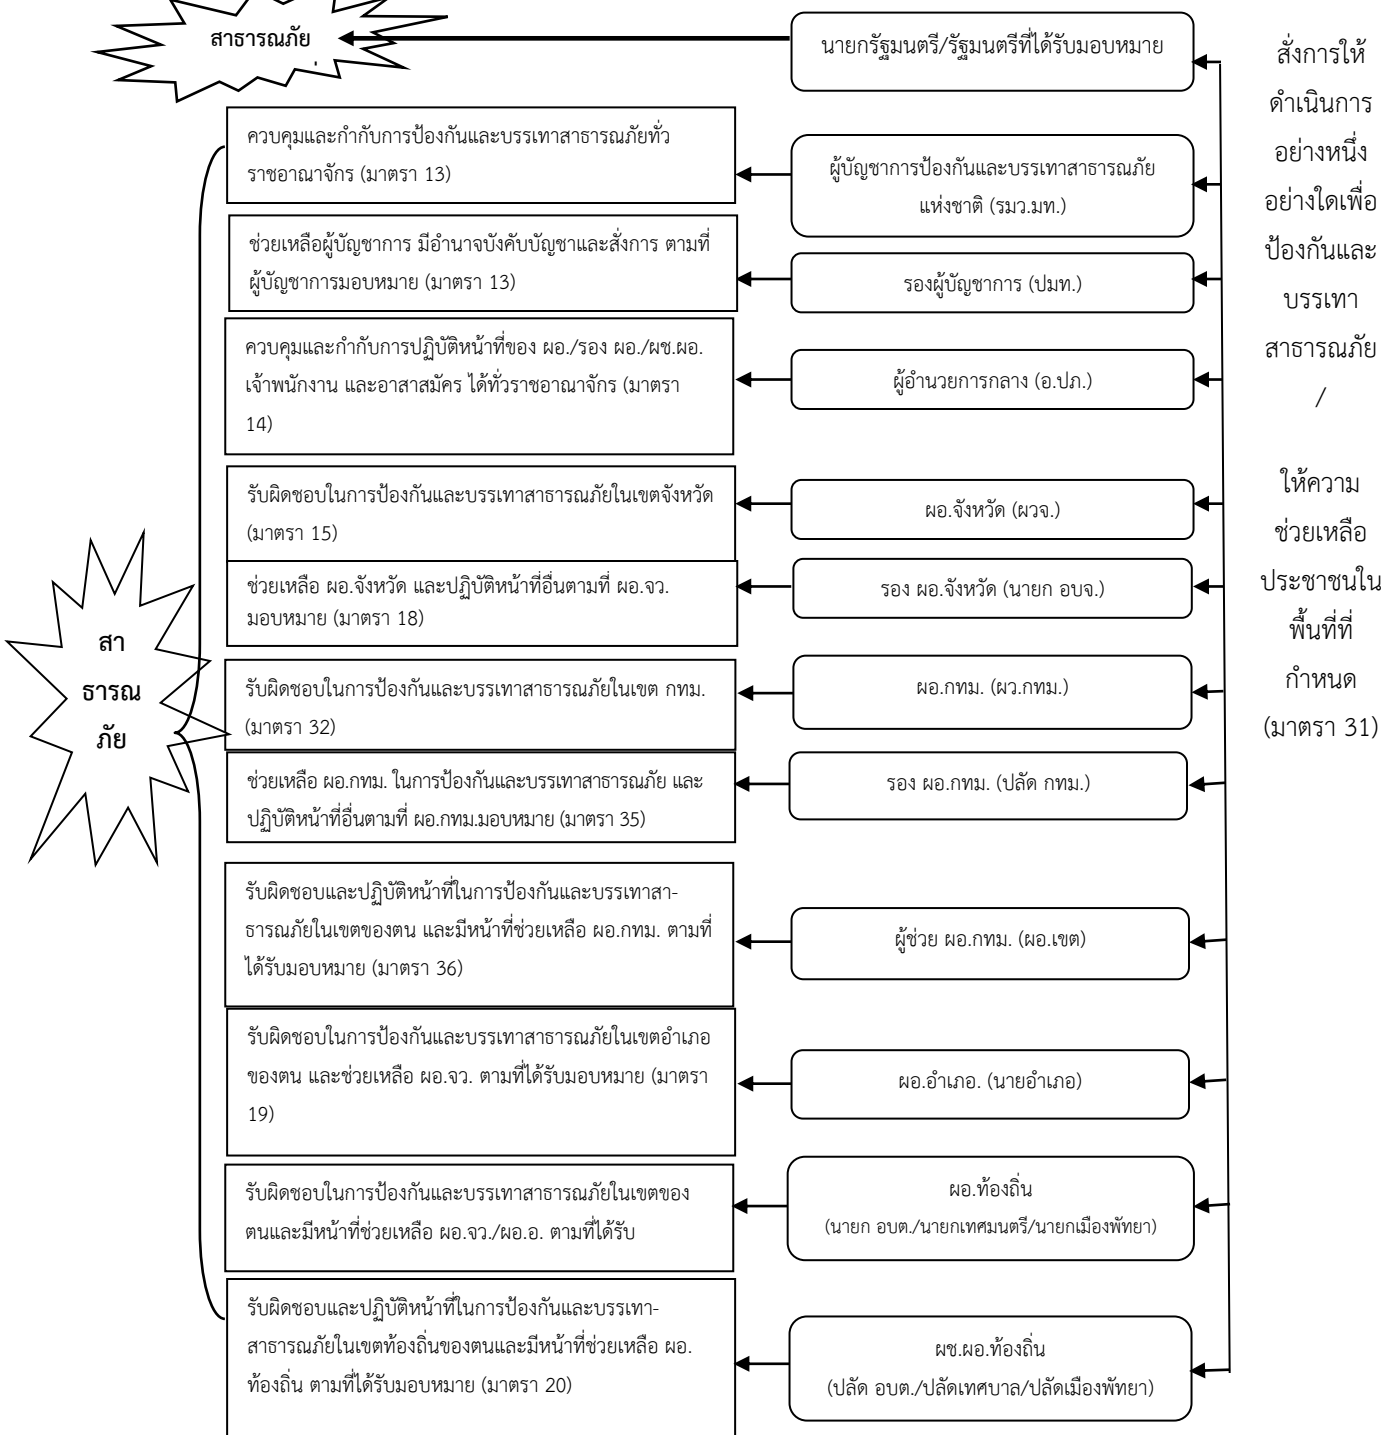 สาธารณภัย
นายกรัฐมนตรี/รัฐมนตรีที่ได้รับมอบหมาย
ควบคุมและกำกับการป้องกันและบรรเทาสาธารณภัยทั่ว
ราชอาณาจักร (มาตรา 13)
ผู้บัญชาการป้องกันและบรรเทาสาธารณภัย
แห่งชาติ (รมว.มท.)
ช่วยเหลือผู้บัญชาการ มีอำนาจบังคับบัญชาและสั่งการ ตามที่
ผู้บัญชาการมอบหมาย (มาตรา 13)
รองผู้บัญชาการ (ปมท.)
ควบคุมและกำกับการปฏิบัติหน้าที่ของ ผอ./รอง ผอ./ผช.ผอ.
เจ้าพนักงาน และอาสาสมัคร ได้ทั่วราชอาณาจักร (มาตรา
14)
ผู้อำนวยการกลาง (อ.ปภ.)
รับผิดชอบในการป้องกันและบรรเทาสาธารณภัยในเขตจังหวัด
(มาตรา 15)
ผอ.จังหวัด (ผวจ.)
ช่วยเหลือ ผอ.จังหวัด และปฏิบัติหน้าที่อื่นตามที่ ผอ.จว.
มอบหมาย (มาตรา 18)
รอง ผอ.จังหวัด (นายก อบจ.)
รับผิดชอบในการป้องกันและบรรเทาสาธารณภัยในเขต กทม.
(มาตรา 32)
ผอ.กทม. (ผว.กทม.)
ช่วยเหลือ ผอ.กทม. ในการป้องกันและบรรเทาสาธารณภัย และ
ปฏิบัติหน้าที่อื่นตามที่ ผอ.กทม.มอบหมาย (มาตรา 35)
รอง ผอ.กทม. (ปลัด กทม.)
รับผิดชอบและปฏิบัติหน้าที่ในการป้องกันและบรรเทาสา-
ธารณภัยในเขตของตน และมีหน้าที่ช่วยเหลือ ผอ.กทม. ตามที่
ได้รับมอบหมาย (มาตรา 36)
ผู้ช่วย ผอ.กทม. (ผอ.เขต)
รับผิดชอบในการป้องกันและบรรเทาสาธารณภัยในเขตอำเภอ
ของตน และช่วยเหลือ ผอ.จว. ตามที่ได้รับมอบหมาย (มาตรา
19)
ผอ.อำเภอ. (นายอำเภอ)
รับผิดชอบในการป้องกันและบรรเทาสาธารณภัยในเขตของ
ตนและมีหน้าที่ช่วยเหลือ ผอ.จว./ผอ.อ. ตามที่ได้รับ
ผอ.ท้องถิ่น
(นายก อบต./นายกเทศมนตรี/นายกเมืองพัทยา)
รับผิดชอบและปฏิบัติหน้าที่ในการป้องกันและบรรเทา-
สาธารณภัยในเขตท้องถิ่นของตนและมีหน้าที่ช่วยเหลือ ผอ.
ท้องถิ่น ตามที่ได้รับมอบหมาย (มาตรา 20)
ผช.ผอ.ท้องถิ่น
(ปลัด อบต./ปลัดเทศบาล/ปลัดเมืองพัทยา)
สา
ธารณ
ภัย
สั่งการให้
ดำเนินการ
อย่างหนึ่ง
อย่างใดเพื่อ
ป้องกันและ
บรรเทา
สาธารณภัย
/
ให้ความ
ช่วยเหลือ
ประชาชนใน
พื้นที่ที่
กำหนด
(มาตรา 31)